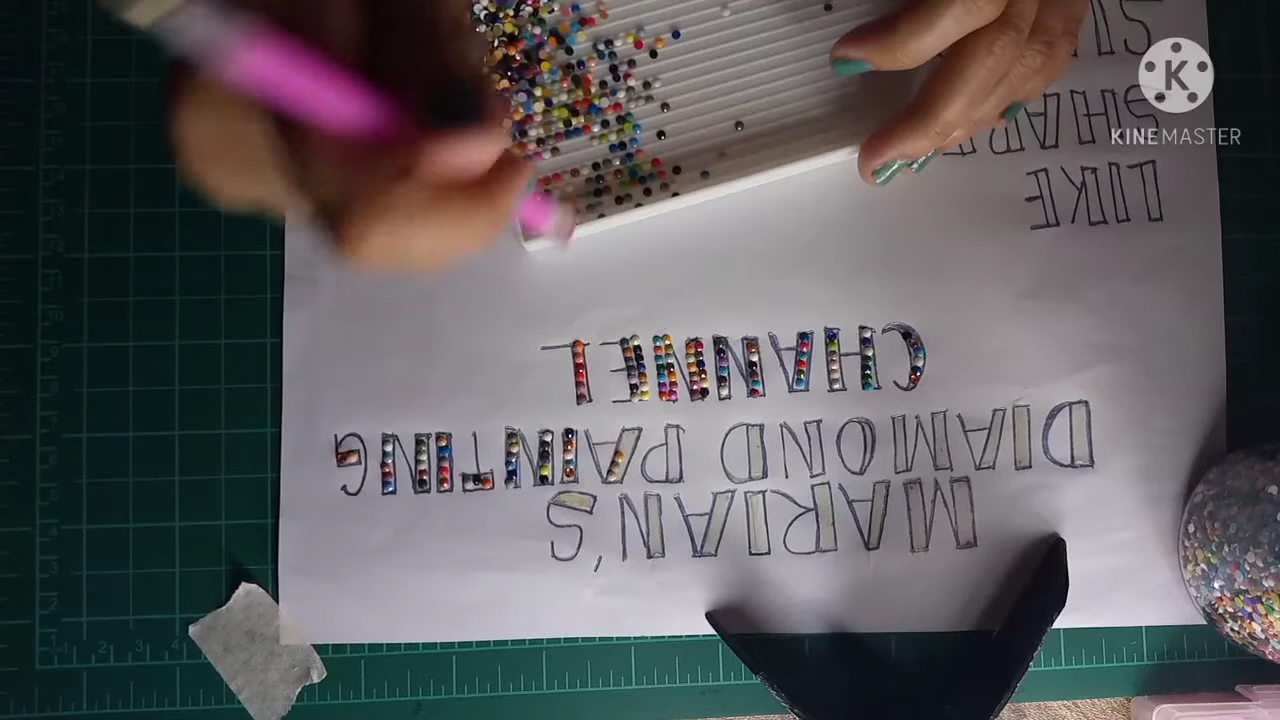 MARIAN'S
DIAMOND PAINTING
CHANNEL
LIKE
SHARE
K
KINEMASTER